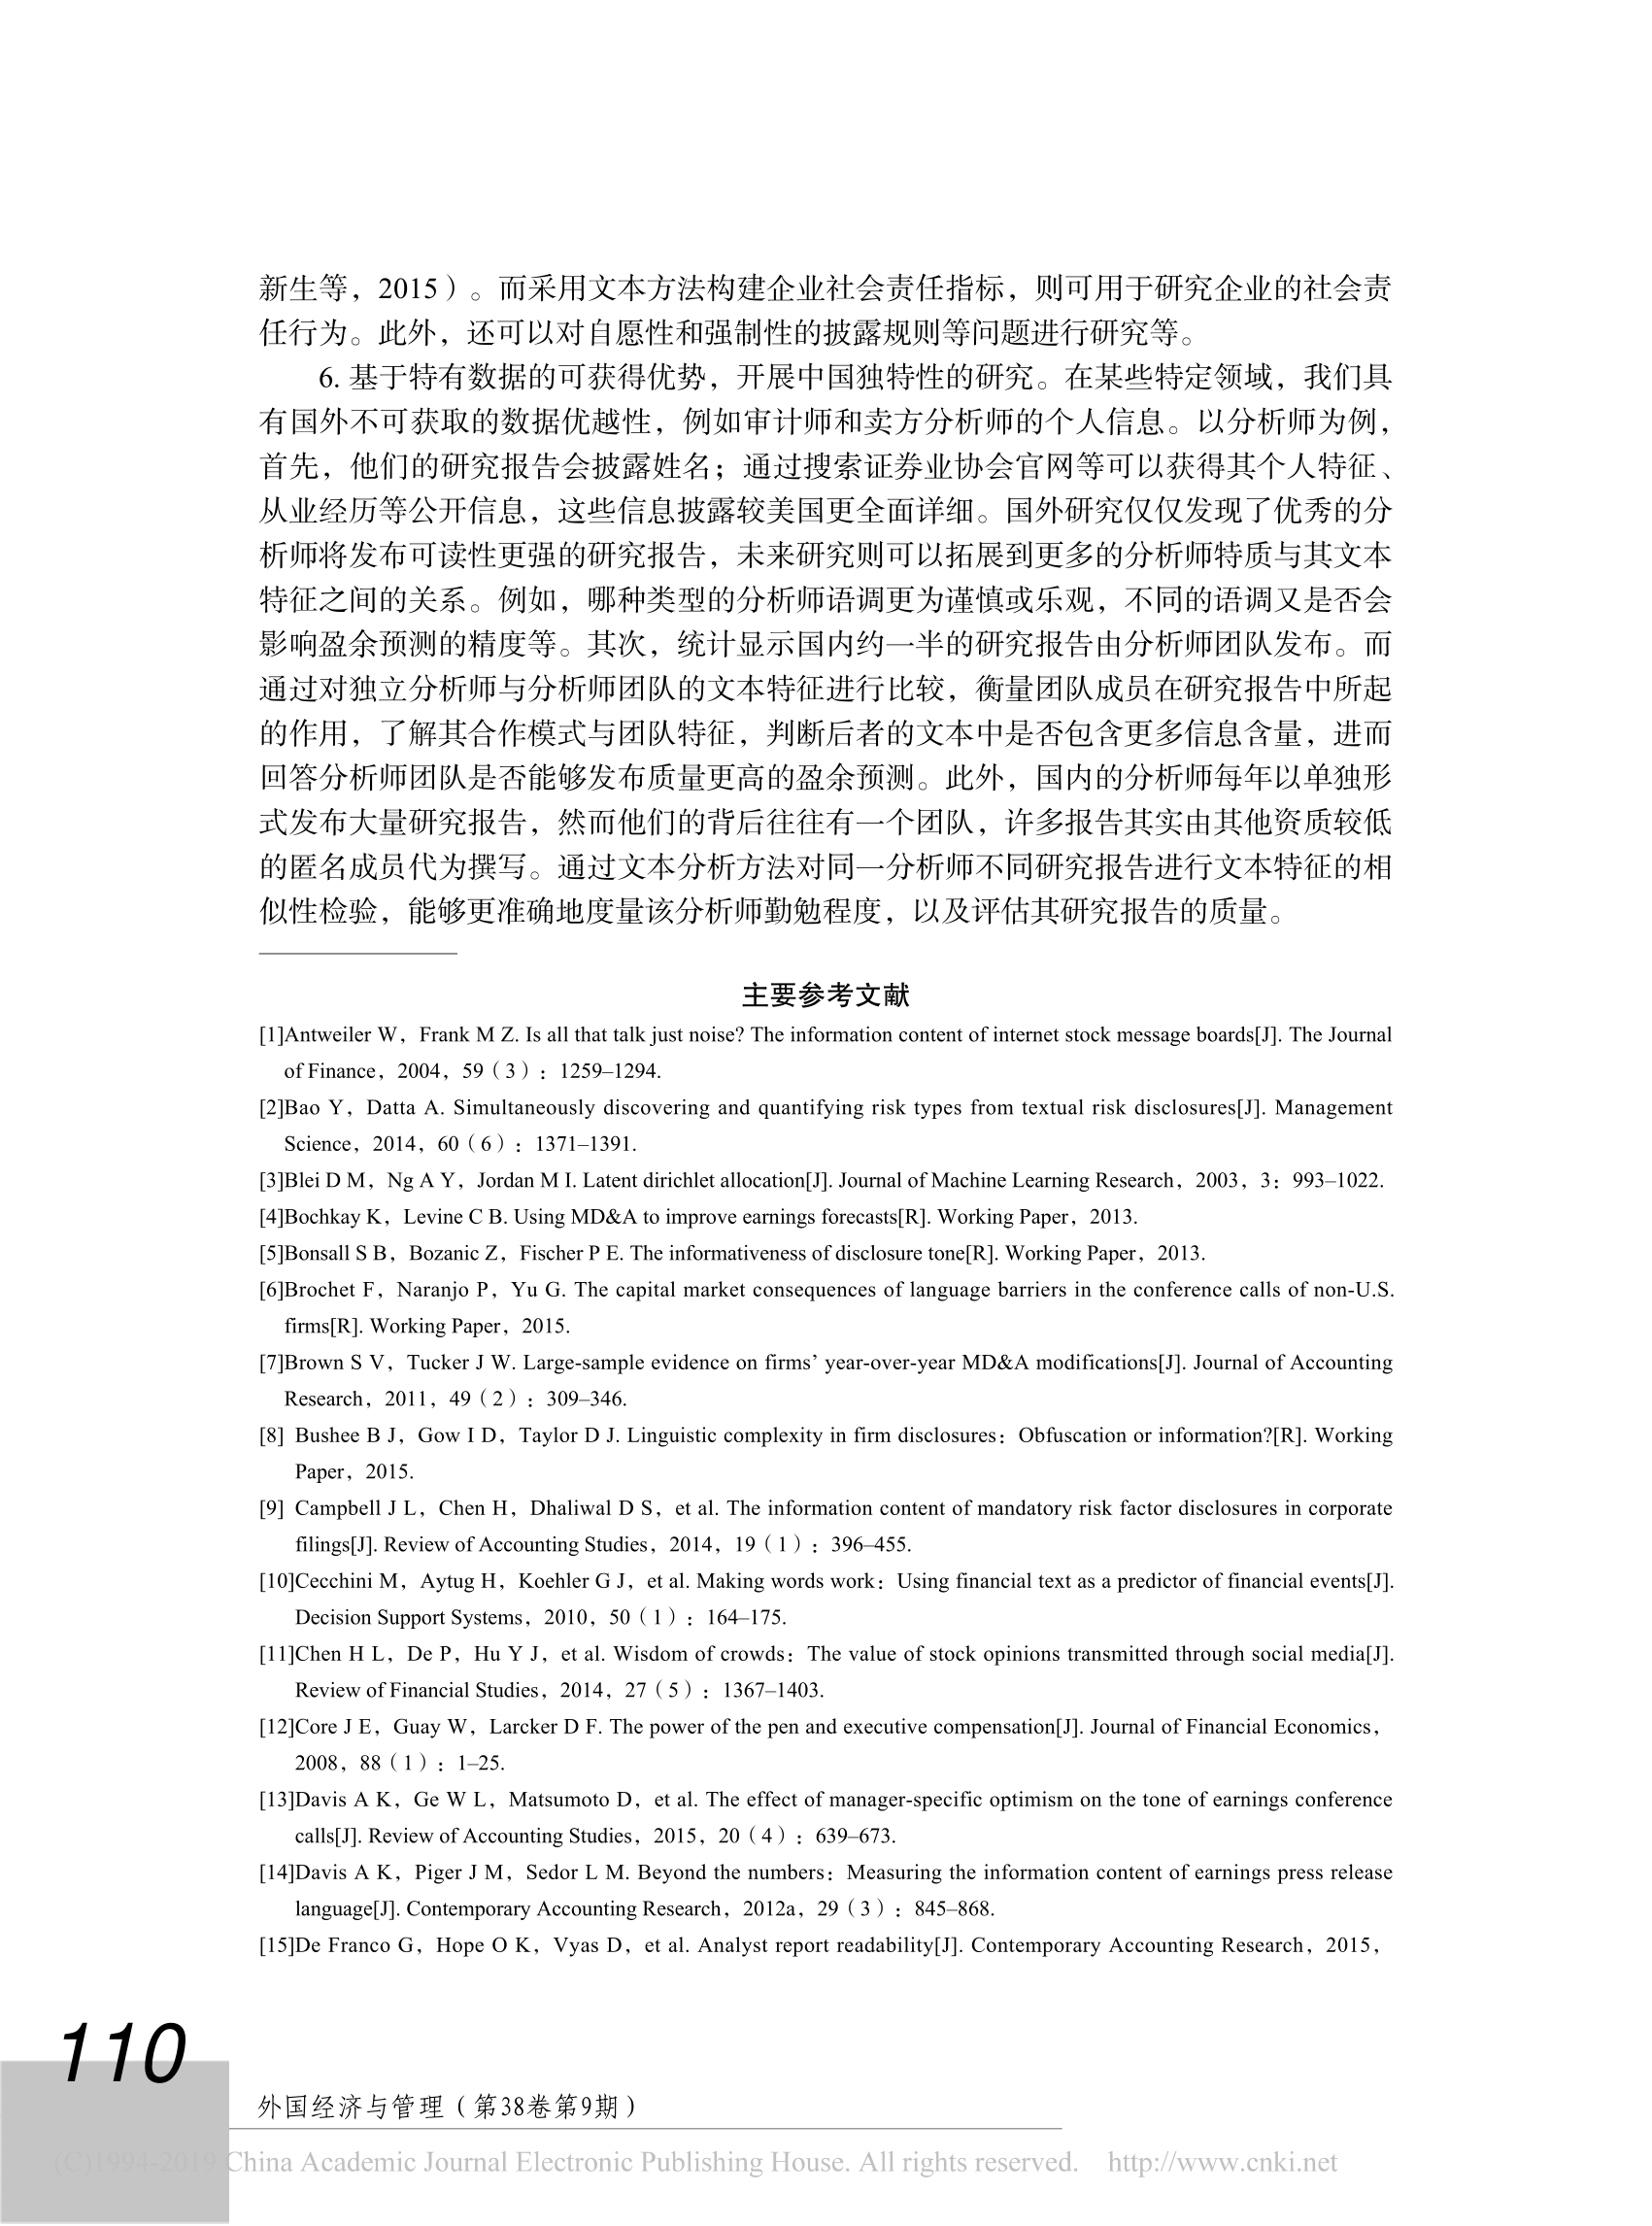 新生等，2015）。而采用文本方法构建企业社会责任指标，则可用于研究企业的社会责
任行为。此外，还可以对自愿性和强制性的披露规则等问题进行研究等。
6. 基于特有数据的可获得优势，开展中国独特性的研究。在某些特定领域，我们具
有国外不可获取的数据优越性，例如审计师和卖方分析师的个人信息。以分析师为例，
首先，他们的研究报告会披露姓名；通过搜索证券业协会官网等可以获得其个人特征、
从业经历等公开信息，这些信息披露较美国更全面详细。国外研究仅仅发现了优秀的分
析师将发布可读性更强的研究报告，未来研究则可以拓展到更多的分析师特质与其文本
特征之间的关系。例如，哪种类型的分析师语调更为谨慎或乐观，不同的语调又是否会
影响盈余预测的精度等。其次，统计显示国内约一半的研究报告由分析师团队发布。而
通过对独立分析师与分析师团队的文本特征进行比较，衡量团队成员在研究报告中所起
的作用，了解其合作模式与团队特征，判断后者的文本中是否包含更多信息含量，进而
回答分析师团队是否能够发布质量更高的盈余预测。此外，国内的分析师每年以单独形
式发布大量研究报告，然而他们的背后往往有一个团队，许多报告其实由其他资质较低
的匿名成员代为撰写。通过文本分析方法对同一分析师不同研究报告进行文本特征的相
似性检验，能够更准确地度量该分析师勤勉程度，以及评估其研究报告的质量。
主要参考文献
[1]Antweiler W，Frank M Z. Is all that talk just noise? The information content of internet stock message boards[J]. The Journal
of Finance，2004，59（3）：1259–1294.
[2]Bao Y，Datta A. Simultaneously discovering and quantifying risk types from textual risk disclosures[J]. Management
Science，2014，60（6）：1371–1391.
[3]Blei D M，Ng A Y，Jordan M I. Latent dirichlet allocation[J]. Journal of Machine Learning Research，2003，3：993–1022.
[4]Bochkay K，Levine C B. Using MD&A to improve earnings forecasts[R]. Working Paper，2013.
[5]Bonsall S B，Bozanic Z，Fischer P E. The informativeness of disclosure tone[R]. Working Paper，2013.
[6]Brochet F，Naranjo P，Yu G. The capital market consequences of language barriers in the conference calls of non-U.S.
firms[R]. Working Paper，2015.
[7]Brown S V，Tucker J W. Large-sample evidence on firms’ year-over-year MD&A modifications[J]. Journal of Accounting
Research，2011，49（2）：309–346.
[8] Bushee B J，Gow I D，Taylor D J. Linguistic complexity in firm disclosures：Obfuscation or information?[R]. Working
Paper，2015.
[9] Campbell J L，Chen H，Dhaliwal D S，et al. The information content of mandatory risk factor disclosures in corporate
filings[J]. Review of Accounting Studies，2014，19（1）：396–455.
[10]Cecchini M，Aytug H，Koehler G J，et al. Making words work：Using financial text as a predictor of financial events[J].
Decision Support Systems，2010，50（1）：164–175.
[11]Chen H L，De P，Hu Y J，et al. Wisdom of crowds：The value of stock opinions transmitted through social media[J].
Review of Financial Studies，2014，27（5）：1367–1403.
[12]Core J E，Guay W，Larcker D F. The power of the pen and executive compensation[J]. Journal of Financial Economics，
2008，88（1）：1–25.
[13]Davis A K，Ge W L，Matsumoto D，et al. The effect of manager-specific optimism on the tone of earnings conference
calls[J]. Review of Accounting Studies，2015，20（4）：639–673.
[14]Davis A K，Piger J M，Sedor L M. Beyond the numbers：Measuring the information content of earnings press release
language[J]. Contemporary Accounting Research，2012a，29（3）：845–868.
[15]De Franco G，Hope O K，Vyas D，et al. Analyst report readability[J]. Contemporary Accounting Research，2015，
110
外国经济与管理（第38卷第9期）
(C)1994-2019 China Academic Journal Electronic Publishing House. All rights reserved. http://www.cnki.net